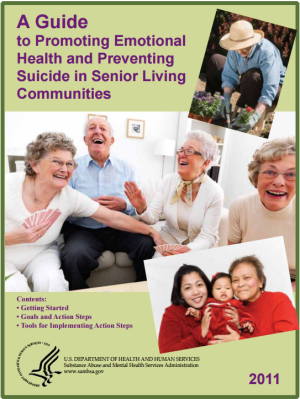 A Guide
to Promoting Emotional
Health and Preventing
Suicide in Senior Living
Communities
Contents:
• Getting Started
• Goals and Action Steps
• Tools for Implementing Action Steps
U.S. DEPARTMENT OF HEALTH AND HUMAN SERVICES
Substance Abuse and Mental Health Services Administration
www.samhsa.gov
2011